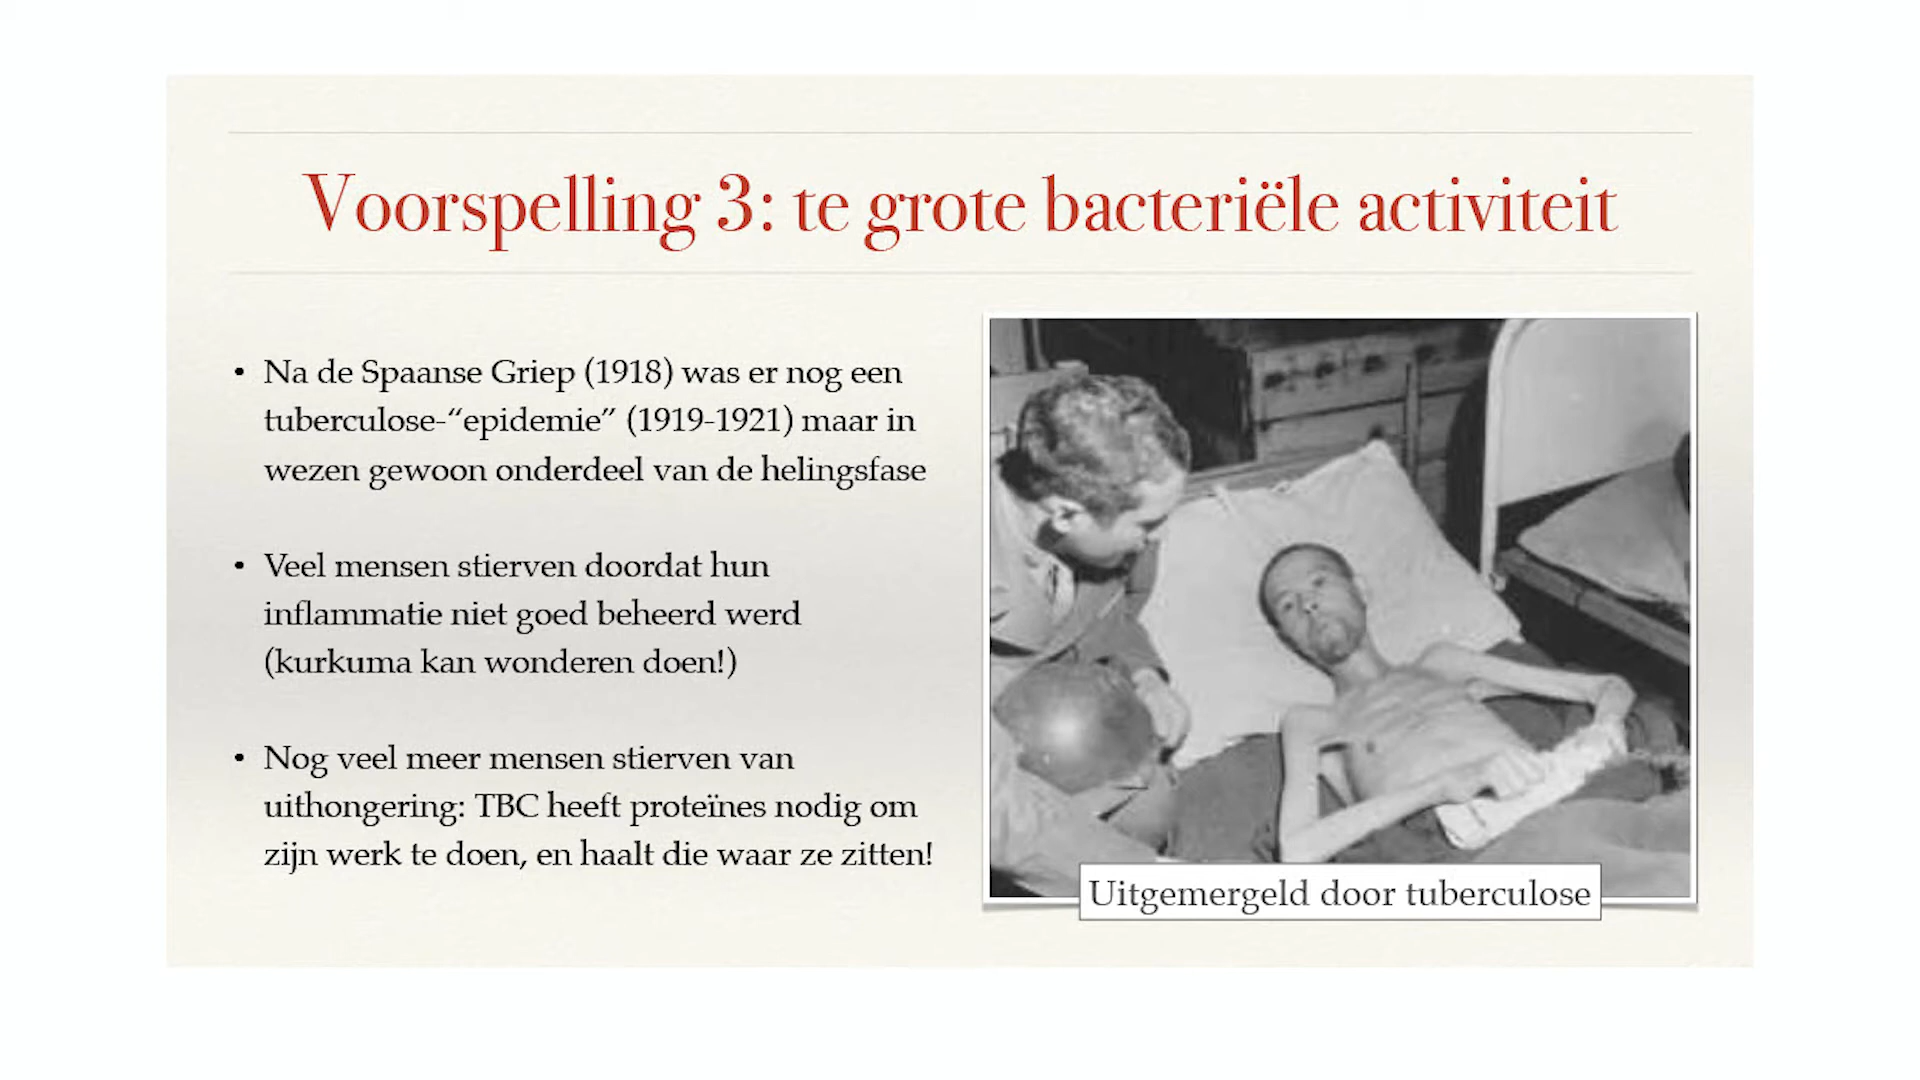 Voorspelling 3: te grote bacteriële activiteit
• Na de Spaanse Griep (1918) was er nog een
tuberculose-“epidemie” (1919-1921) maar in
wezen gewoon onderdeel van de helingsfase
• Veel mensen stierven doordat hun
inflammatie niet goed beheerd werd
(kurkuma kan wonderen doen!)
• Nog veel meer mensen stierven van
uithongering: TBC heeft proteïnes nodig om
zijn werk te doen, en haalt die waar ze zitten!
Uitgemergeld door tuberculose